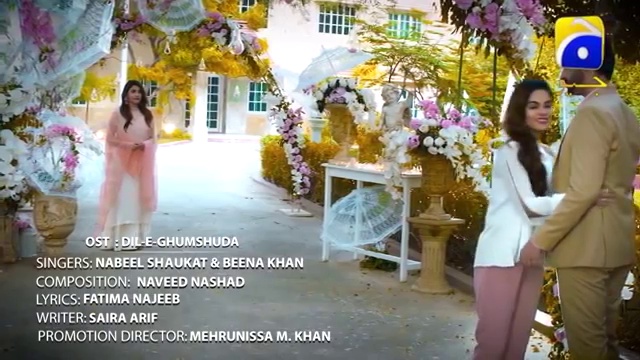 OST : DIL-E-GHUMSHUDA
SINGERS: NABEEL SHAUKAT & BEENA KHAN
COMPOSITION: NAVEED NASHAD
LYRICS: FATIMA NAJEEB
WRITER: SAIRA ARIF
PROMOTION DIRECTOR: MEHRUNISSA M. KHAN